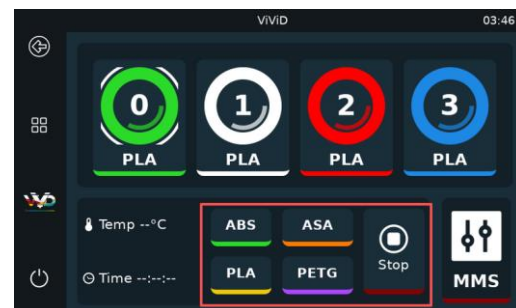 ViViD
03:46
0
1
2
3
PLA
PLA
PLA
PLA
Temp --°C
ABS
ASA
Stop
MMS
Time --:--:--
PLA
PETG
ViViD